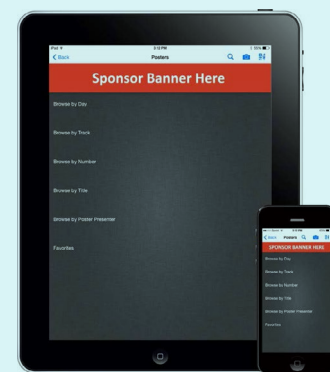 iPad
3:12 PM
Back
Posters
Sponsor Banner Here
Browse by Day
Browse by Track
Browse by Number
Browse by Title
Browse by Poster Presenter
Favorites
Back
Posters
SPONSOR BANNER HERE
Browse by Day
Browse by Track
Browse by Number
Browse by Title
Browse by Poster Presenter
Favorites